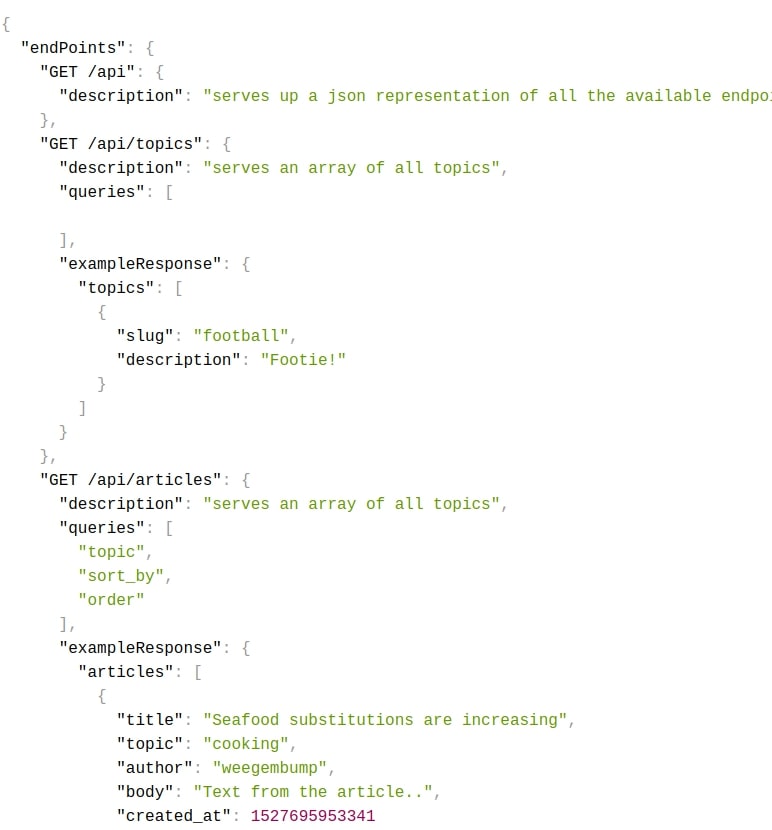 {
  "endPoints": {
    "GET /api": {
      "description": "serves up a json representation of all the available
    },
    "GET /api/topics": {
      "description": "serves an array of all topics",
      "queries": [
      ],
      "exampleResponse": {
        "topics": [
          {
            "slug": "football",
            "description": "Footie!"
          }
        ]
      }
    },
    "GET /api/articles": {
      "description": "serves an array of all topics",
      "queries": [
        "topic",
        "sort_by",
        "order"
      ],
      "exampleResponse": {
        "articles": [
          {
            "title": "Seafood substitutions are increasing",
            "topic": "cooking",
            "author": "weegembump",
            "body": "Text from the article..",
            "created_at": 1527695953341